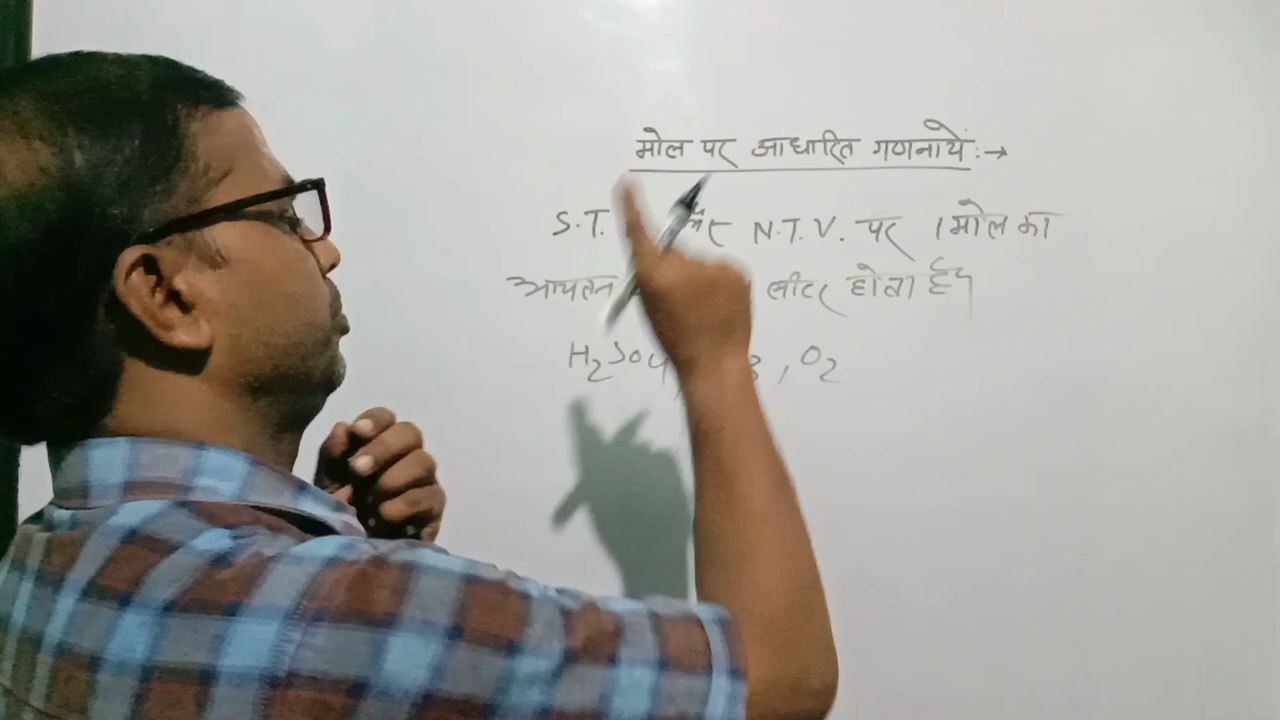 मोल पर आधारित गणनाये :→
S.T. N.T.V. पर 1 मोल का
आयतन लीटर होता है।
H2SO4, O2